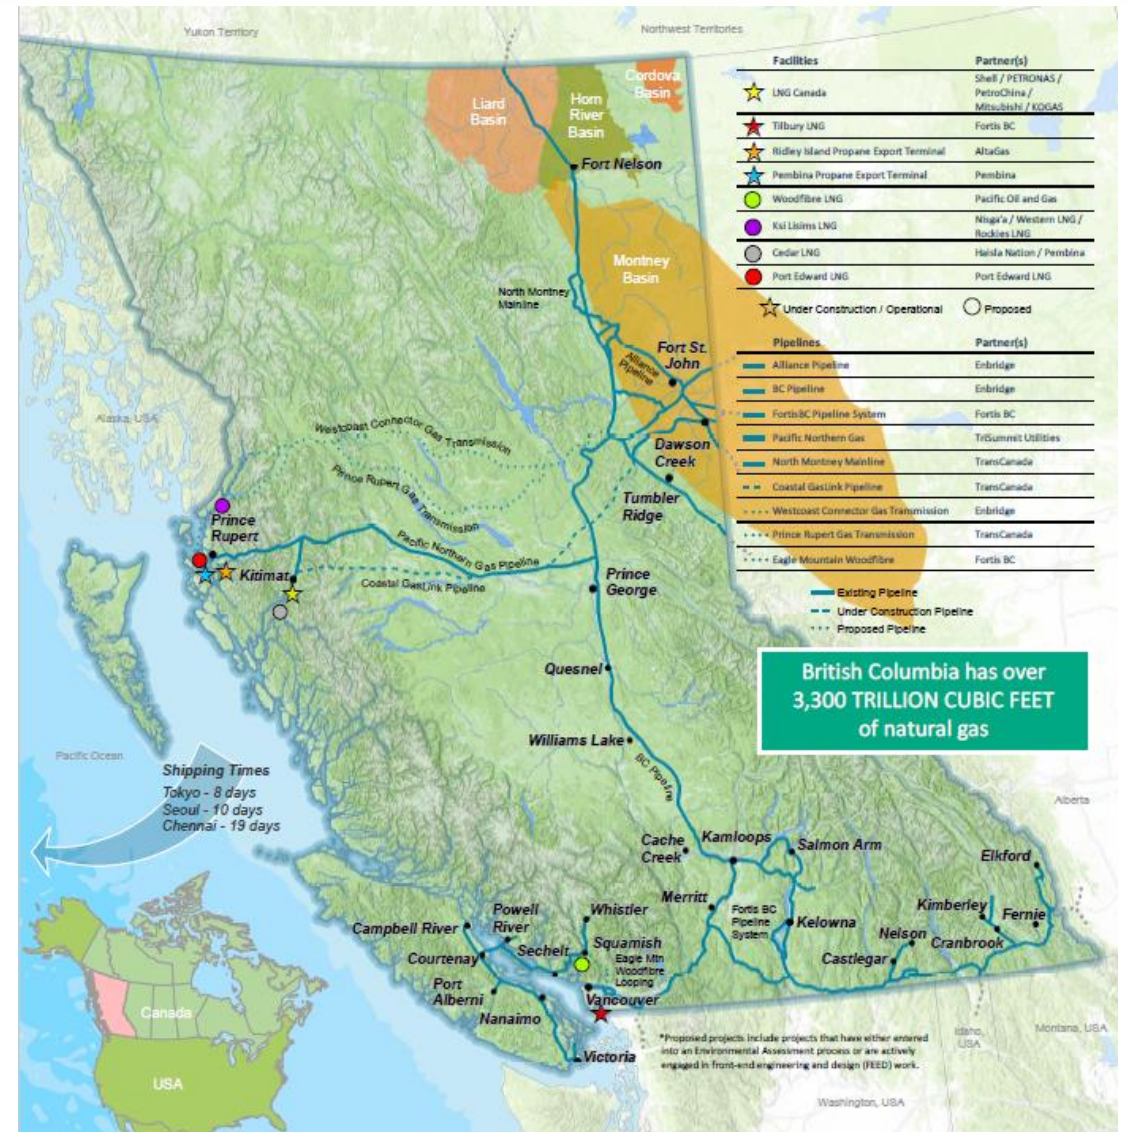 Yukon Territory
Northwest Territories
Liard
Basin
Horn
River
Basin
Cordova
Basin
Fort Nelson
Montney
Basin
North Montney
Mainline
Fort St.
John
Alliance
Pipeline
Alaska, USA
Westcoast Connector Gas Transmission
Prince Rupert Gas Transmission
Dawson
Creek
Tumbler
Ridge
Prince
Rupert
Pacific Northern Gas Pipeline
Kitimat
Coastal GasLink Pipeline
Prince
George
Quesnel
Williams Lake
BC Pipeline
Pacific Ocean
Shipping Times
Tokyo - 8 days
Seoul - 10 days
Chennai - 19 days
Cache
Creek
Kamloops
Salmon Arm
Merritt
Fortis BC
Pipeline
System
Kelowna
Elkford
Kimberley
Fernie
Nelson
Cranbrook
Castlegar
Campbell River
Powell
River
Whistler
Courtenay
Sechelt
Squamish
Eagle Mtn
Woodfibre
Looping
Port
Alberni
Vancouver
Nanaimo
Victoria
Canada
USA
Alberta
Idaho,
USA
Montana, USA
Washington, USA
Facilities Partner(s)
LNG Canada Shell / PETRONAS /
PetroChina /
Mitsubishi / KOGAS
Tilbury LNG Fortis BC
Ridley Island Propane Export Terminal AltaGas
Pembina Propane Export Terminal Pembina
Woodfibre LNG Pacific Oil and Gas
Ksi Lisims LNG Nisga'a / Western LNG /
Rockies LNG
Cedar LNG Haisla Nation / Pembina
Port Edward LNG Port Edward LNG
Under Construction / Operational Proposed
Pipelines Partner(s)
Alliance Pipeline Enbridge
BC Pipeline Enbridge
FortisBC Pipeline System Fortis BC
Pacific Northern Gas TriSummit Utilities
North Montney Mainline TransCanada
Coastal GasLink Pipeline TransCanada
Westcoast Connector Gas Transmission Enbridge
Prince Rupert Gas Transmission TransCanada
Eagle Mountain Woodfibre Fortis BC
Existing Pipeline
Under Construction Pipeline
Proposed Pipeline
British Columbia has over
3,300 TRILLION CUBIC FEET
of natural gas
*Proposed projects include projects that have either entered
into an Environmental Assessment process or are actively
engaged in front-end engineering and design (FEED) work.